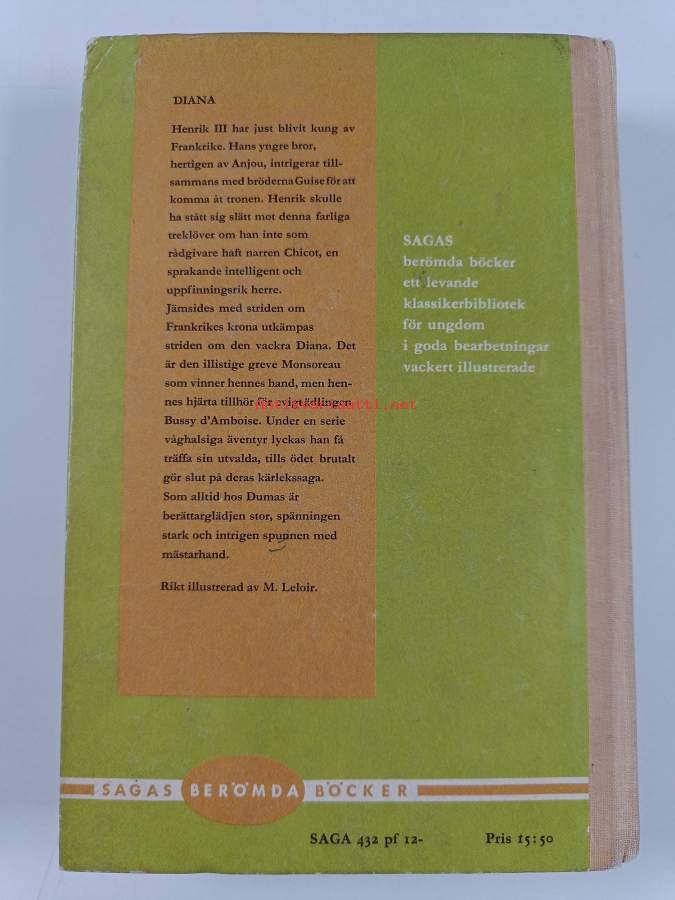 DIANA
Henrik III har just blivit kung av
Frankrike. Hans yngre bror,
hertigen av Anjou, intrigerar till-
sammans med bröderna Guise för att
komma åt tronen. Henrik skulle
ha stått sig slätt mot denna farliga
treklöver om han inte som
rådgivare haft narren Chicot, en
sprakande intelligent och
uppfinningsrik herre.
Jämsides med striden om
Frankrikes krona utkämpas
striden om den vackra Diana. Det
är den illistige greve Monsoreau
som vinner hennes hand, men hen-
nes hjärta tillhör för evigt ädlingen
Bussy d'Amboise. Under en serie
våghalsiga äventyr lyckas han få
träffa sin utvalda, tills ödet brutalt
gör slut på deras kärlekssaga.
Som alltid hos Dumas är
berättarglädjen stor, spänningen
stark och intrigen spunnen med
mästarhand.
Rikt illustrerad av M. Leloir.
SAGAS
berömda böcker
ett levande
klassikerbibliotek
för ungdom
i goda bearbetningar
vackert illustrerade
SAGAS BERÖMDA BÖCKER
SAGA 432 pf 12- Pris 15:50